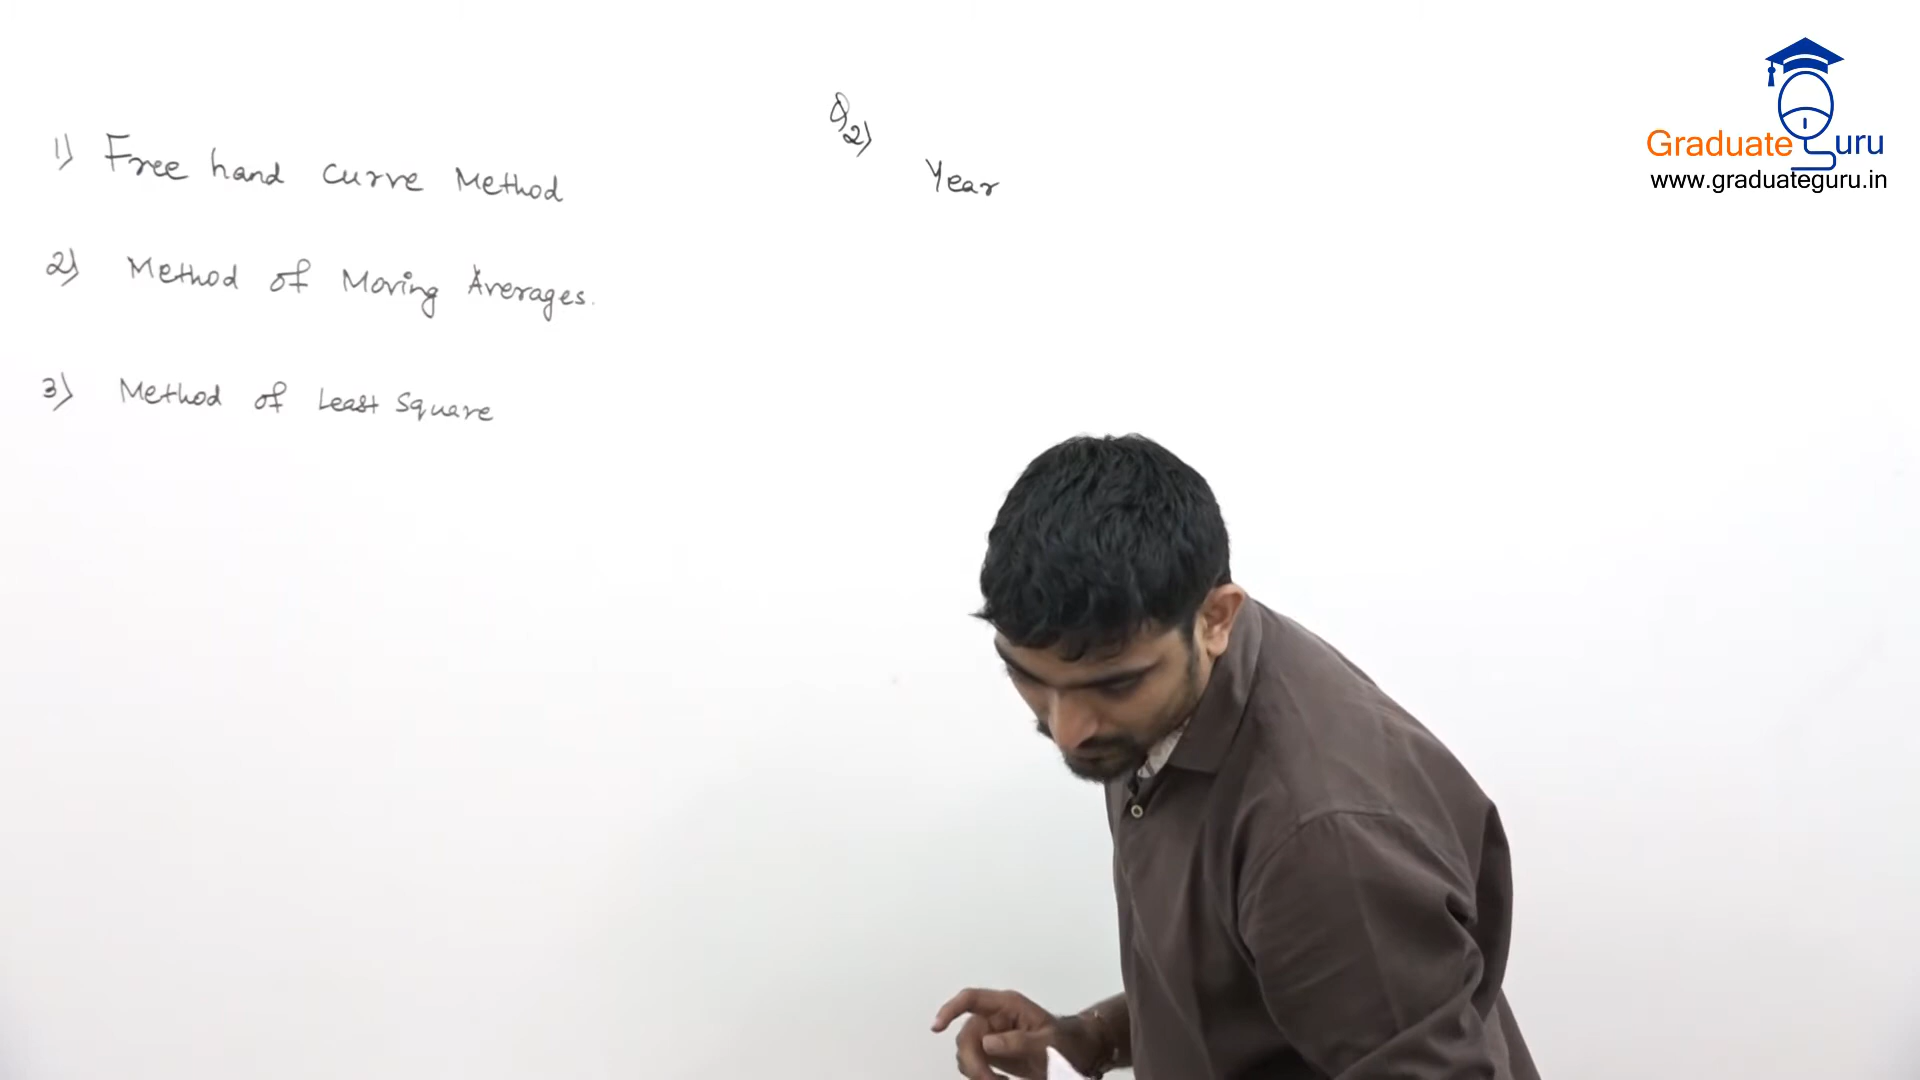 1) Free hand curve Method
2) Method of Moving Averages.
3) Method of Least Square
Q2)
Year
Graduate Guru
www.graduateguru.in